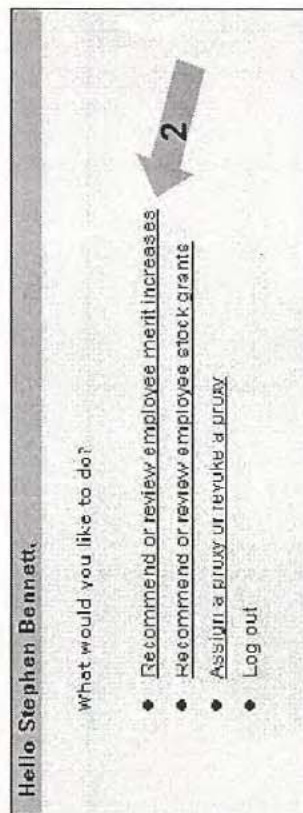 Hello Stephen Bennett,
What would you like to do?
• Recommend or review employee merit increases
2
• Recommend or review employee stock grants
• Assign a proxy or revoke a proxy
• Log out